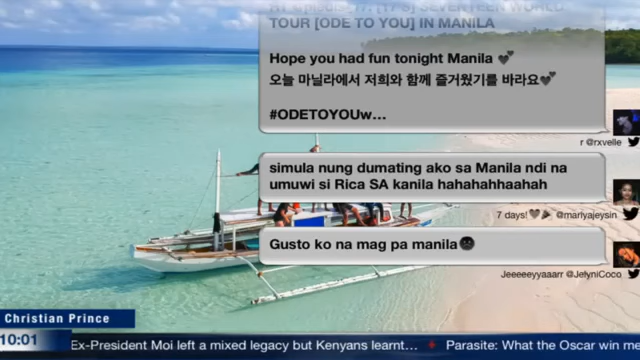 TOUR [ODE TO YOU] IN MANILA
Hope you had fun tonight Manila 💕
오늘 마닐라에서 저희와 함께 즐거웠기를 바라요💕
#ODETOYOUw…
r @rxvelle
simula nung dumating ako sa Manila ndi na
umuwi si Rica SA kanila hahahahhaahah
7 days! @marlyajeysin
Gusto ko na mag pa manila🌚
Jeeeeeyyaaarr @JelyniCoco
Christian Prince
10:01
Ex-President Moi left a mixed legacy but Kenyans learnt...
Parasite: What the Oscar win me